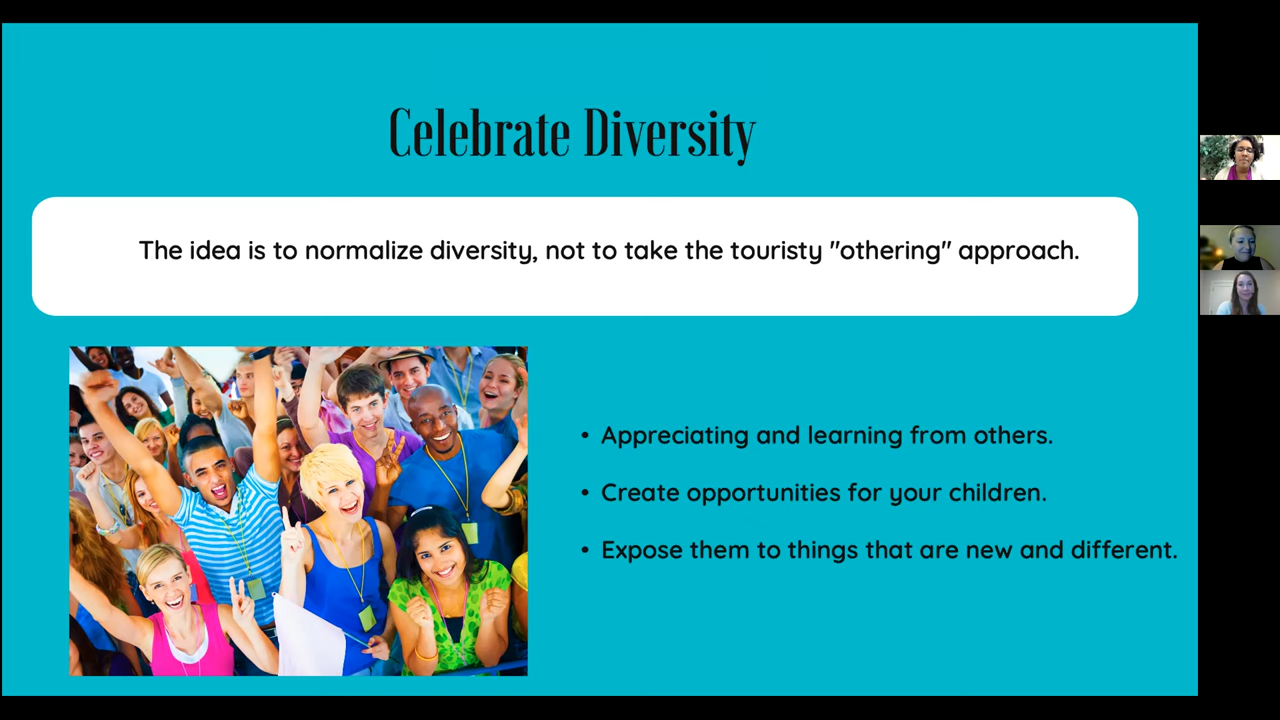 Celebrate Diversity
The idea is to normalize diversity, not to take the touristy "othering" approach.
• Appreciating and learning from others.
• Create opportunities for your children.
• Expose them to things that are new and different.